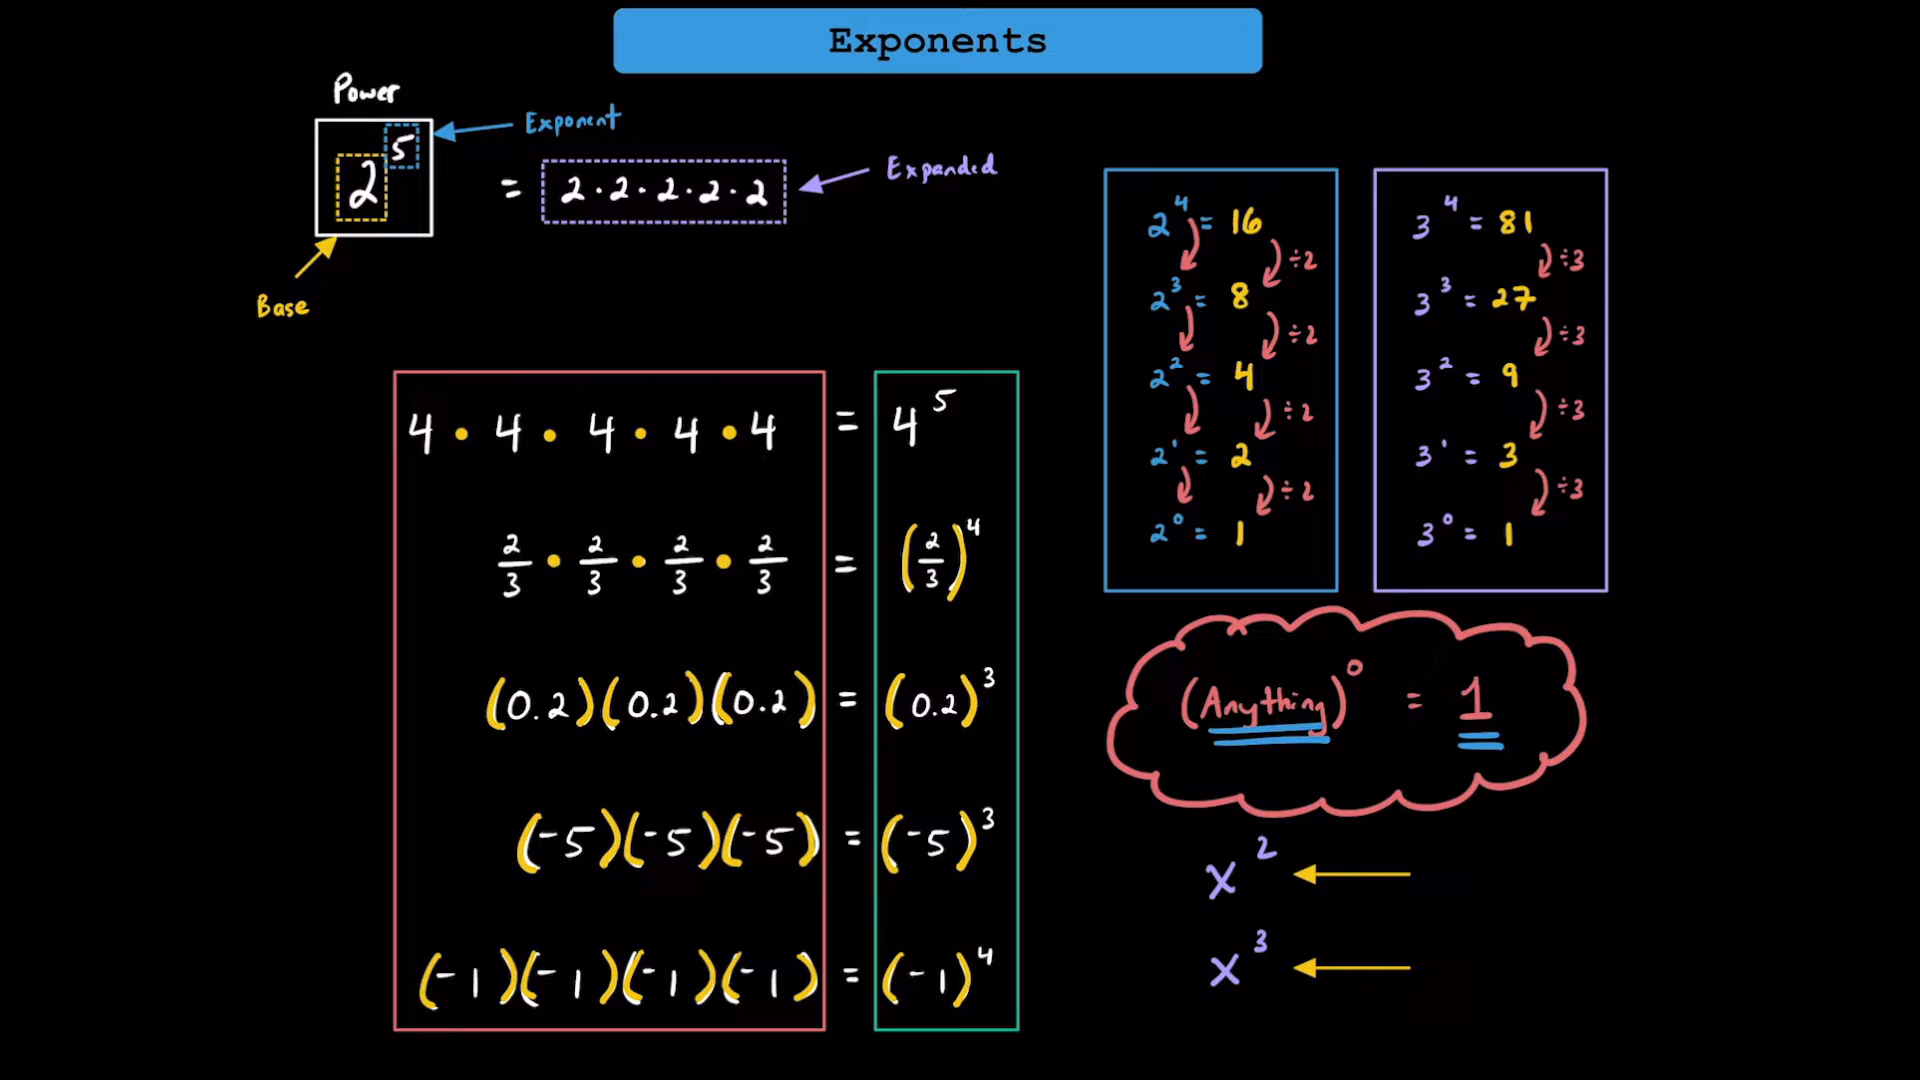 Exponents
Power
2⁵ = 2 · 2 · 2 · 2 · 2
Exponent
Expanded
Base
4 · 4 · 4 · 4 · 4 = 4⁵
2/3 · 2/3 · 2/3 · 2/3 = (2/3)⁴
(0.2)(0.2)(0.2) = (0.2)³
(-5)(-5)(-5) = (-5)³
(-1)(-1)(-1)(-1) = (-1)⁴
2⁴ = 16
÷2
2³ = 8
÷2
2² = 4
÷2
2¹ = 2
÷2
2⁰ = 1
3⁴ = 81
÷3
3³ = 27
÷3
3² = 9
÷3
3¹ = 3
÷3
3⁰ = 1
(Anything)⁰ = 1
x²
x³